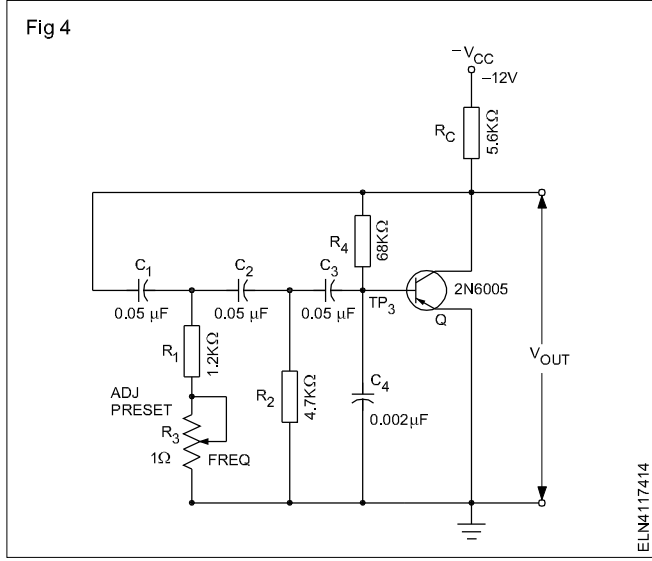 Fig 4
–V_CC
–12V
R_C
5.6KΩ
R_4
68KΩ
C_1
C_2
C_3
0.05 µF
0.05 µF
0.05 µF
TP_3
2N6005
Q
V_OUT
R_1
1.2KΩ
R_2
4.7KΩ
C_4
0.002µF
ADJ
PRESET
R_3
1Ω
FREQ
ELN4117414